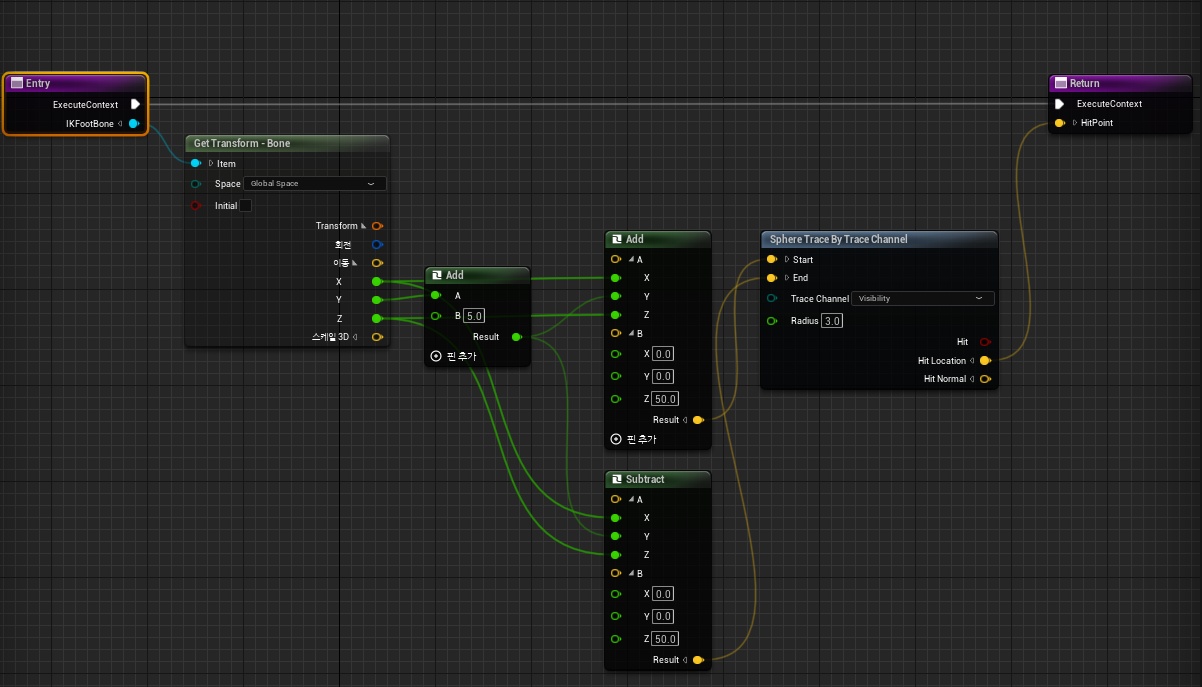 Entry
ExecuteContext
IKFootBone
Get Transform - Bone
Item
Space Global Space
Initial
Transform
회전
이동
X
Y
Z
스케일 3D
Add
A
B 5.0
Result
핀 추가
Add
A
X
Y
Z
B
X 0.0
Y 0.0
Z 50.0
Result
핀 추가
Subtract
A
X
Y
Z
B
X 0.0
Y 0.0
Z 50.0
Result
Sphere Trace By Trace Channel
Start
End
Trace Channel Visibility
Radius 3.0
Hit
Hit Location
Hit Normal
Return
ExecuteContext
HitPoint